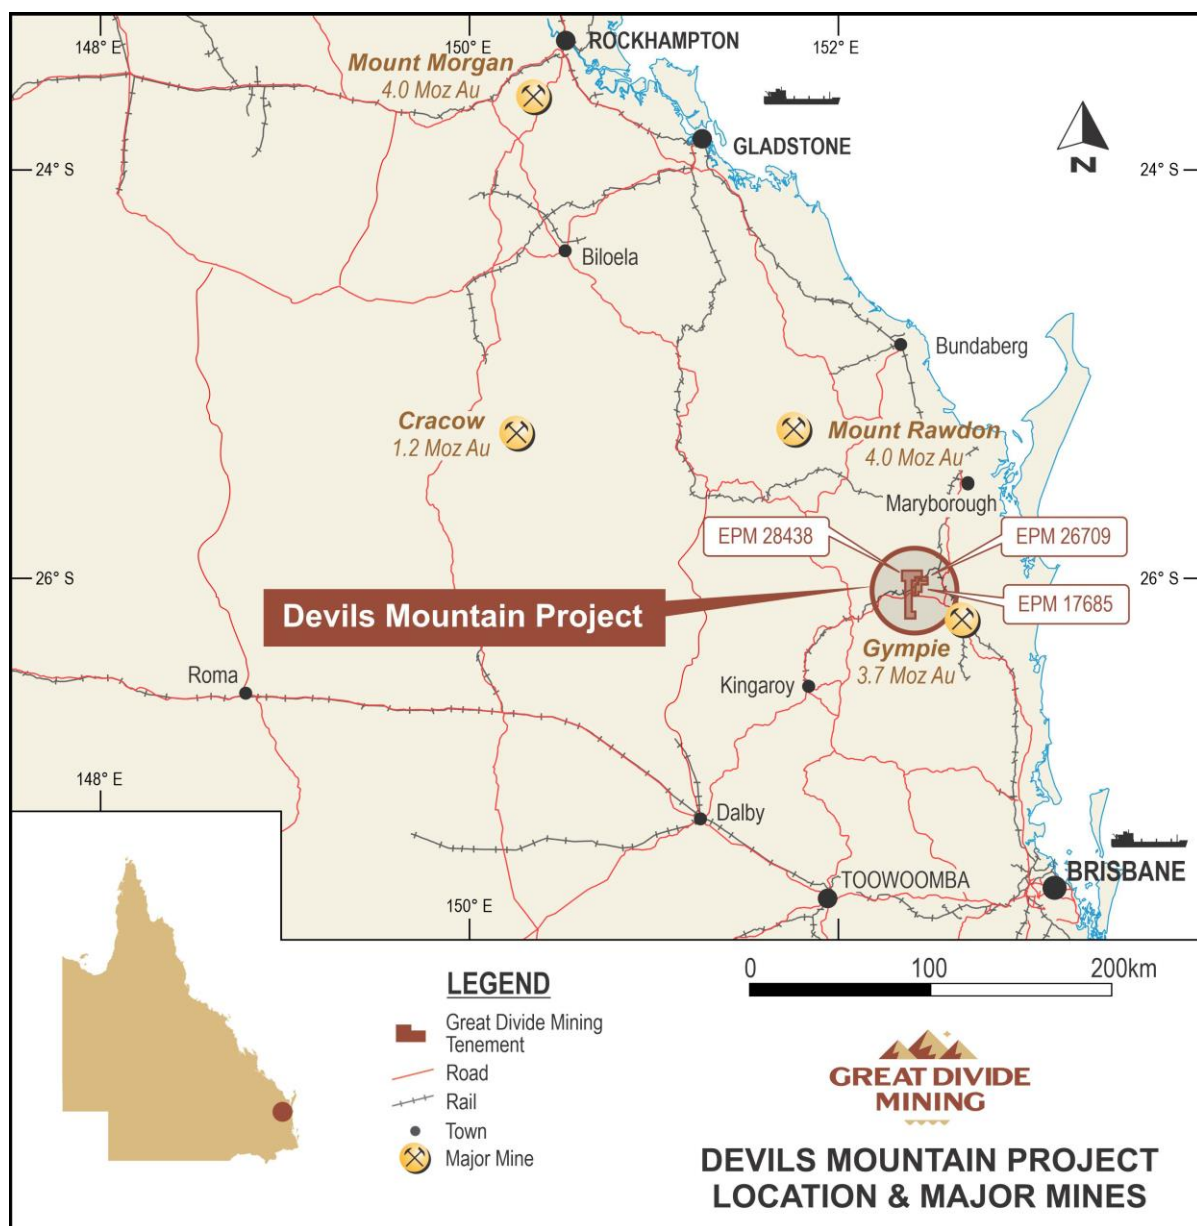 148° E
150° E
152° E
ROCKHAMPTON
Mount Morgan
4.0 Moz Au
GLADSTONE
N
24° S
24° S
Biloela
Bundaberg
Cracow
1.2 Moz Au
Mount Rawdon
4.0 Moz Au
Maryborough
EPM 28438
EPM 26709
26° S
26° S
EPM 17685
Devils Mountain Project
Gympie
3.7 Moz Au
Roma
Kingaroy
148° E
Dalby
BRISBANE
TOOWOOMBA
150° E
152° E
0
100
200km
LEGEND
Great Divide Mining
Tenement
Road
Rail
Town
Major Mine
GREAT DIVIDE
MINING
DEVILS MOUNTAIN PROJECT
LOCATION & MAJOR MINES